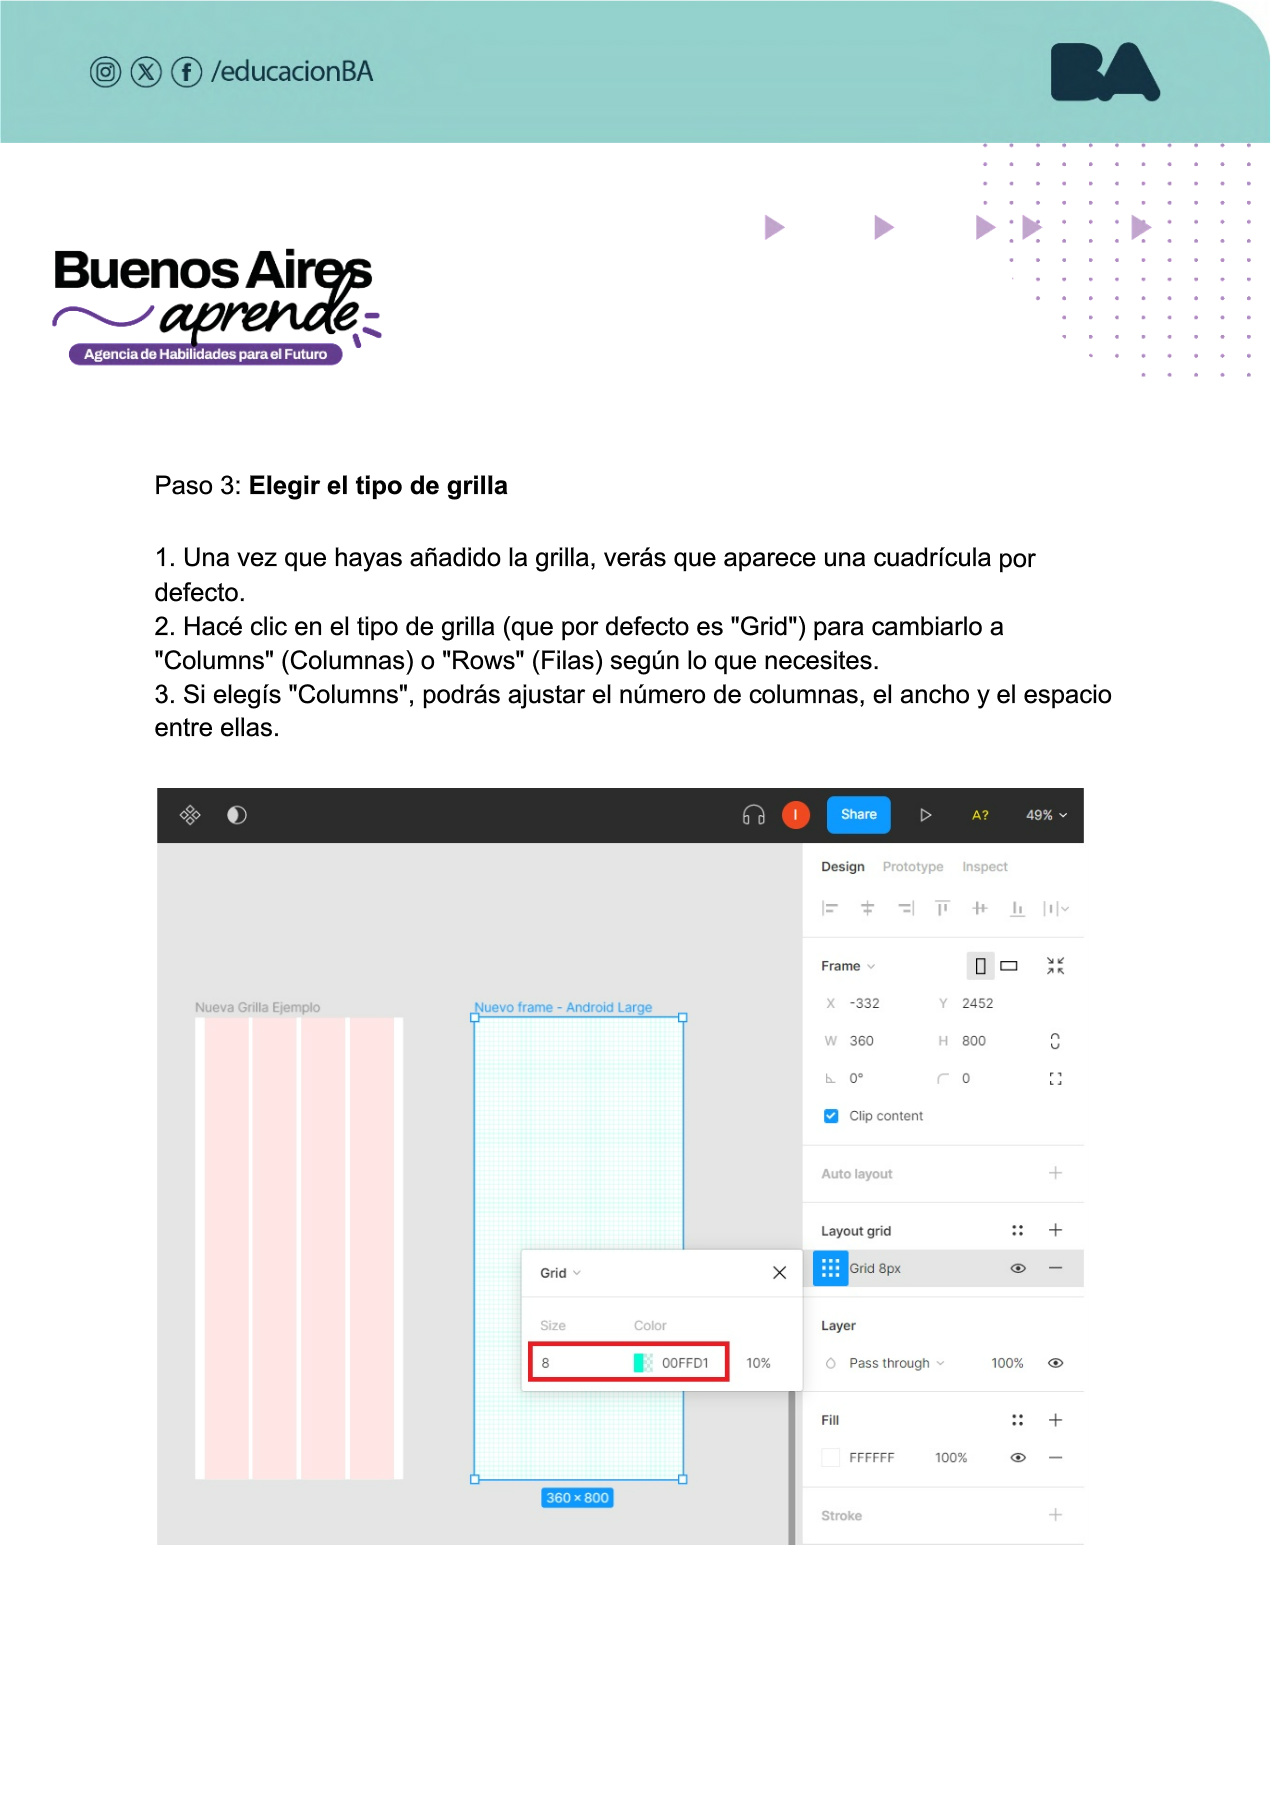 /educacionBA
BA
Buenos Aires
aprende
Agencia de Habilidades para el Futuro
Paso 3: Elegir el tipo de grilla
1. Una vez que hayas añadido la grilla, verás que aparece una cuadrícula por
defecto.
2. Hacé clic en el tipo de grilla (que por defecto es "Grid") para cambiarlo a
"Columns" (Columnas) o "Rows" (Filas) según lo que necesites.
3. Si elegís "Columns", podrás ajustar el número de columnas, el ancho y el espacio
entre ellas.
I Share A? 49%
Design Prototype Inspect
Frame
X -332 Y 2452
W 360 H 800
0° 0
Clip content
Auto layout
Layout grid
Grid 8px
Layer
Pass through 100%
Fill
FFFFFF 100%
Stroke
Nueva Grilla Ejemplo
Nuevo frame - Android Large
Grid
Size Color
8 00FFD1 10%
360 × 800